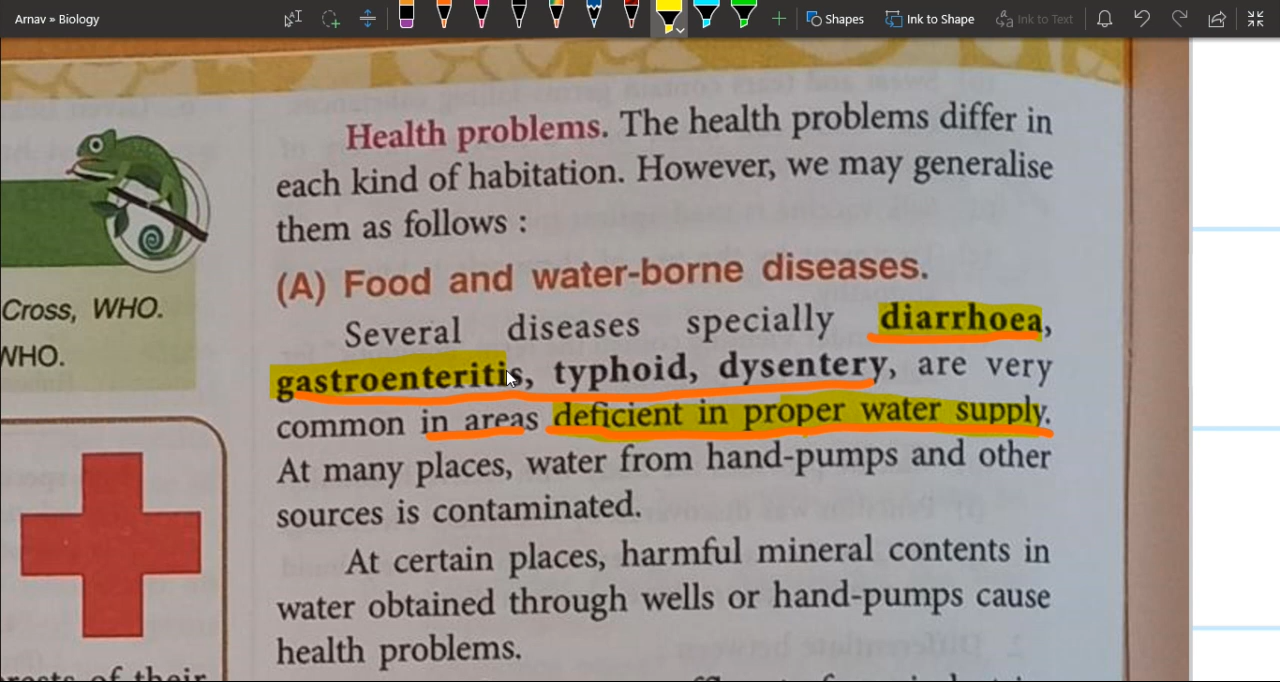 Arnav » Biology
Shapes
Ink to Shape
Ink to Text
Health problems. The health problems differ in
each kind of habitation. However, we may generalise
them as follows :
(A) Food and water-borne diseases.
Several diseases specially diarrhoea,
gastroenteritis, typhoid, dysentery, are very
common in areas deficient in proper water supply.
At many places, water from hand-pumps and other
sources is contaminated.
At certain places, harmful mineral contents in
water obtained through wells or hand-pumps cause
health problems.
Cross, WHO.
WHO.
of their